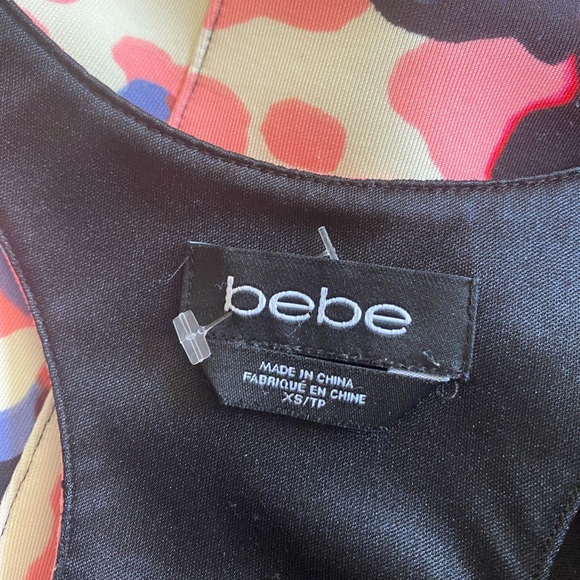 bebe
MADE IN CHINA
FABRIQUÉ EN CHINE
XS/TP